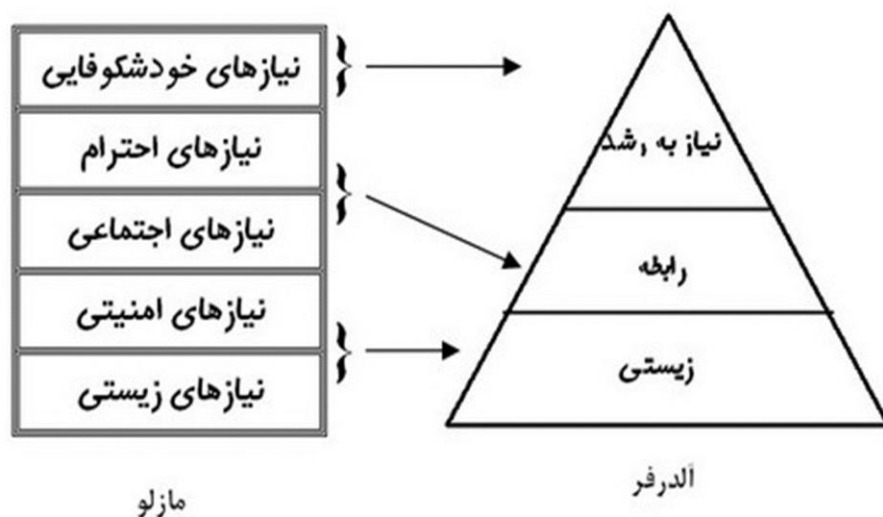 نیازهای خودشکوفایی
نیازهای احترام
نیازهای اجتماعی
نیازهای امنیتی
نیازهای زیستی
مازلو
نیاز به رشد
رابطه
زیستی
آلدرفر